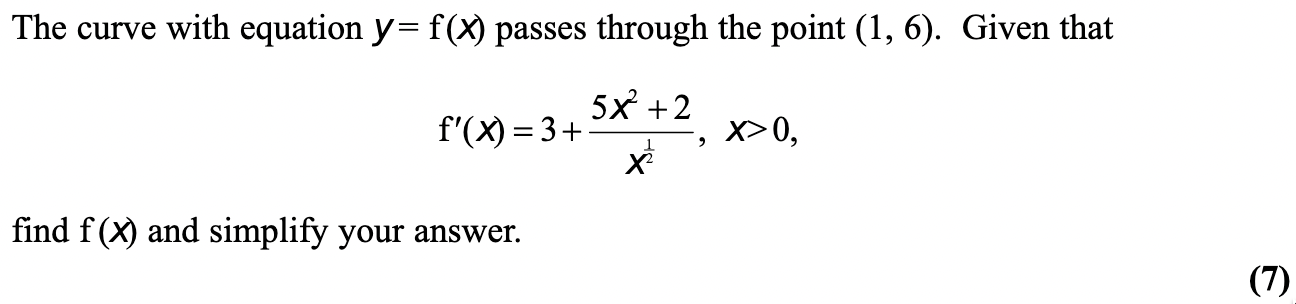 The curve with equation y = f(x) passes through the point (1, 6). Given that
f′(x) = 3 + \frac{5x^2 + 2}{x^{\frac{1}{2}}}, x > 0,
find f (x) and simplify your answer.
(7)